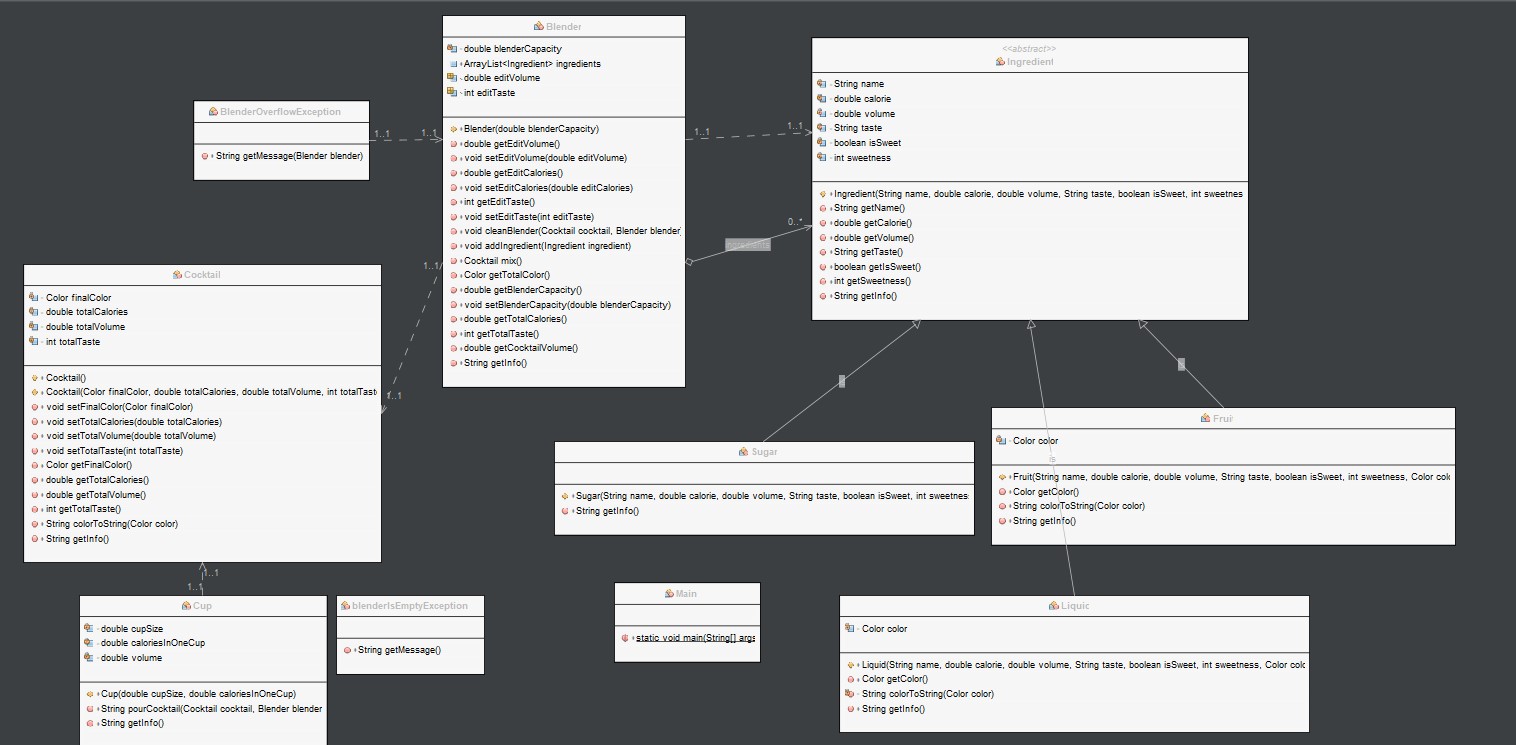 Blender
double blenderCapacity
ArrayList<Ingredient> ingredients
double editVolume
int editTaste
Blender(double blenderCapacity)
double getEditVolume()
void setEditVolume(double editVolume)
double getEditCalories()
void setEditCalories(double editCalories)
int getEditTaste()
void setEditTaste(int editTaste)
void cleanBlender(Cocktail cocktail, Blender blender)
void addIngredient(Ingredient ingredient)
Cocktail mix()
Color getTotalColor()
double getBlenderCapacity()
void setBlenderCapacity(double blenderCapacity)
double getTotalCalories()
int getTotalTaste()
double getCocktailVolume()
String getInfo()
<<abstract>>
Ingredient
String name
double calorie
double volume
String taste
boolean isSweet
int sweetness
Ingredient(String name, double calorie, double volume, String taste, boolean isSweet, int sweetnes
String getName()
double getCalorie()
double getVolume()
String getTaste()
boolean getIsSweet()
int getSweetness()
String getInfo()
BlenderOverflowException
String getMessage(Blender blender)
1..1
1..1
1..1
1..1
0..*
ingredients
1..1
1..1
Cocktail
Color finalColor
double totalCalories
double totalVolume
int totalTaste
Cocktail()
Cocktail(Color finalColor, double totalCalories, double totalVolume, int totalTast
void setFinalColor(Color finalColor)
void setTotalCalories(double totalCalories)
void setTotalVolume(double totalVolume)
void setTotalTaste(int totalTaste)
Color getFinalColor()
double getTotalCalories()
double getTotalVolume()
int getTotalTaste()
String colorToString(Color color)
String getInfo()
Sugar
Sugar(String name, double calorie, double volume, String taste, boolean isSweet, int sweetnes
String getInfo()
Frui
Color color
is
Fruit(String name, double calorie, double volume, String taste, boolean isSweet, int sweetness, Color colo
Color getColor()
String colorToString(Color color)
String getInfo()
1..1
1..1
Cup
double cupSize
double caloriesInOneCup
double volume
Cup(double cupSize, double caloriesInOneCup)
String pourCocktail(Cocktail cocktail, Blender blender
String getInfo()
blenderIsEmptyException
String getMessage()
Main
static void main(String[] args
Liquic
Color color
Liquid(String name, double calorie, double volume, String taste, boolean isSweet, int sweetness, Color colo
Color getColor()
String colorToString(Color color)
String getInfo()